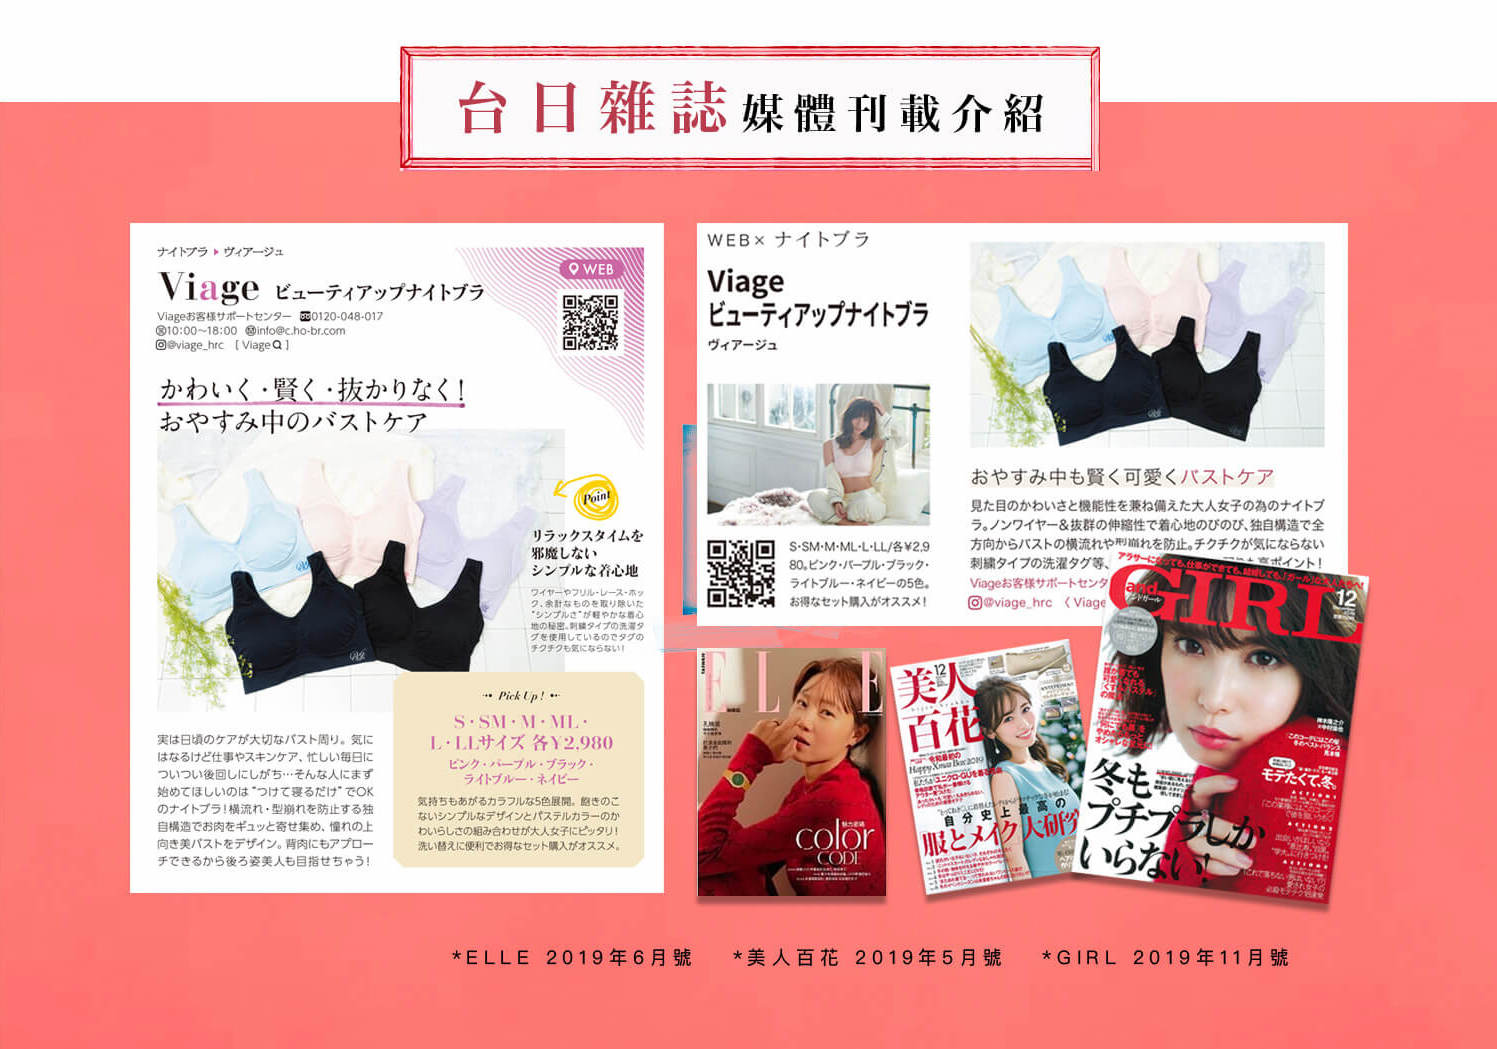 台日雜誌媒體刊載介紹
ナイトブラ ▶ ヴィアージュ
Viage ビューティアップナイトブラ
Viageお客様サポートセンター 0120-048-017
10:00〜18:00 info@c.ho-br.com
@viage_hrc [ Viage ]
WEB
かわいく・賢く・抜かりなく!
おやすみ中のバストケア
Point
リラックスタイムを
邪魔しない
シンプルな着心地
ワイヤーやフリル・レース・ホッ
ク、余計なものを取り除いた
“シンプルさ”が軽やかな着心
地の秘密。刺繍タイプの洗濯タ
グを使用しているのでタグの
チクチクも気にならない!
Pick Up !
S・SM・M・ML・
L・LLサイズ 各¥2,980
ピンク・パープル・ブラック・
ライトブルー・ネイビー
気持ちもあがるカラフルな5色展開。飽きのこ
ないシンプルなデザインとパステルカラーのか
わいらしさの組み合わせが大人女子にピッタリ!
洗い替えに便利でお得なセット購入がオススメ。
実は日頃のケアが大切なバスト周り。気に
はなるけど仕事やスキンケア、忙しい毎日に
ついつい後回しにしがち…そんな人にまず
始めてほしいのは“つけて寝るだけ”でOK
のナイトブラ!横流れ・型崩れを防止する独
自構造でお肉をギュッと寄せ集め、憧れの上
向き美バストをデザイン。背肉にもアプロー
チできるから後ろ姿美人も目指せちゃう!
WEB× ナイトブラ
Viage
ビューティアップナイトブラ
ヴィアージュ
S・SM・M・ML・L・LL/各¥2,9
80。ピンク・パープル・ブラック・
ライトブルー・ネイビーの5色。
お得なセット購入がオススメ!
おやすみ中も賢く可愛くバストケア
見た目のかわいさと機能性を兼ね備えた大人女子の為のナイトブ
ラ。ノンワイヤー&抜群の伸縮性で着心地のびのび、独自構造で全
方向からバストの横流れや型崩れを防止。チクチクが気にならない
刺繍タイプの洗濯タグ等、
Viageお客様サポートセンタ
@viage_hrc 〈 Viage
ELLE
color
CODE
12
美人
百花
Happy Xmas Box 2019
自分史上最高の
「服とメイク」大研究
and GIRL
12
モテたくて、冬。
冬も
プチプラしか
いらない!
*ELLE 2019年6月號 *美人百花 2019年5月號 *GIRL 2019年11月號